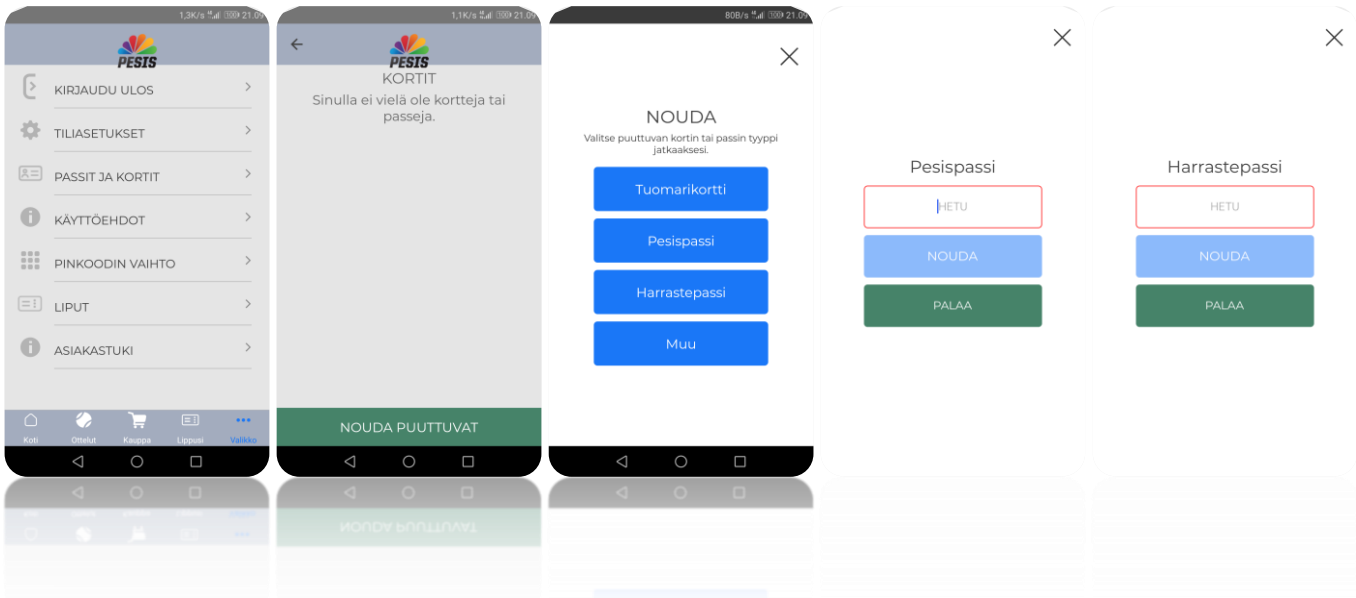 1,3K/s 100 21.09
PESIS
KIRJAUDU ULOS
TILIASETUKSET
PASSIT JA KORTIT
KÄYTTÖEHDOT
PINKOODIN VAIHTO
LIPUT
ASIAKASTUKI
Koti Ottelut Kauppa Lippusi Valikko
1,1K/s 100 21.09
PESIS
KORTIT
Sinulla ei vielä ole kortteja tai
passeja.
NOUDA PUUTTUVAT
80B/s 100 21.09
NOUDA
Valitse puuttuvan kortin tai passin tyyppi
jatkaaksesi.
Tuomarikortti
Pesispassi
Harrastepassi
Muu
Pesispassi
HETU
NOUDA
PALAA
Harrastepassi
HETU
NOUDA
PALAA